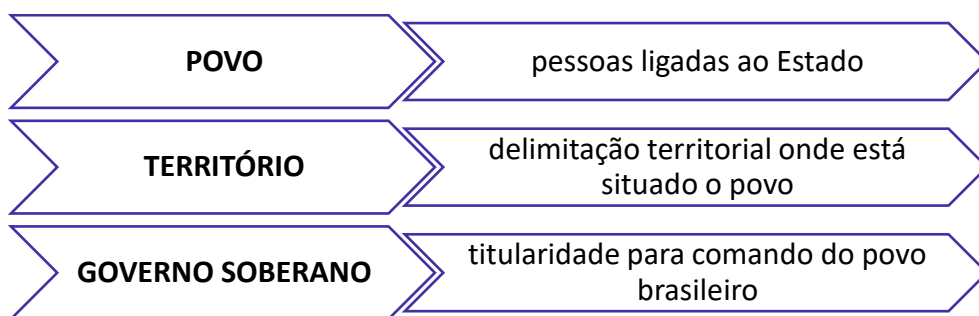 POVO
pessoas ligadas ao Estado
TERRITÓRIO
delimitação territorial onde está
situado o povo
GOVERNO SOBERANO
titularidade para comando do povo
brasileiro